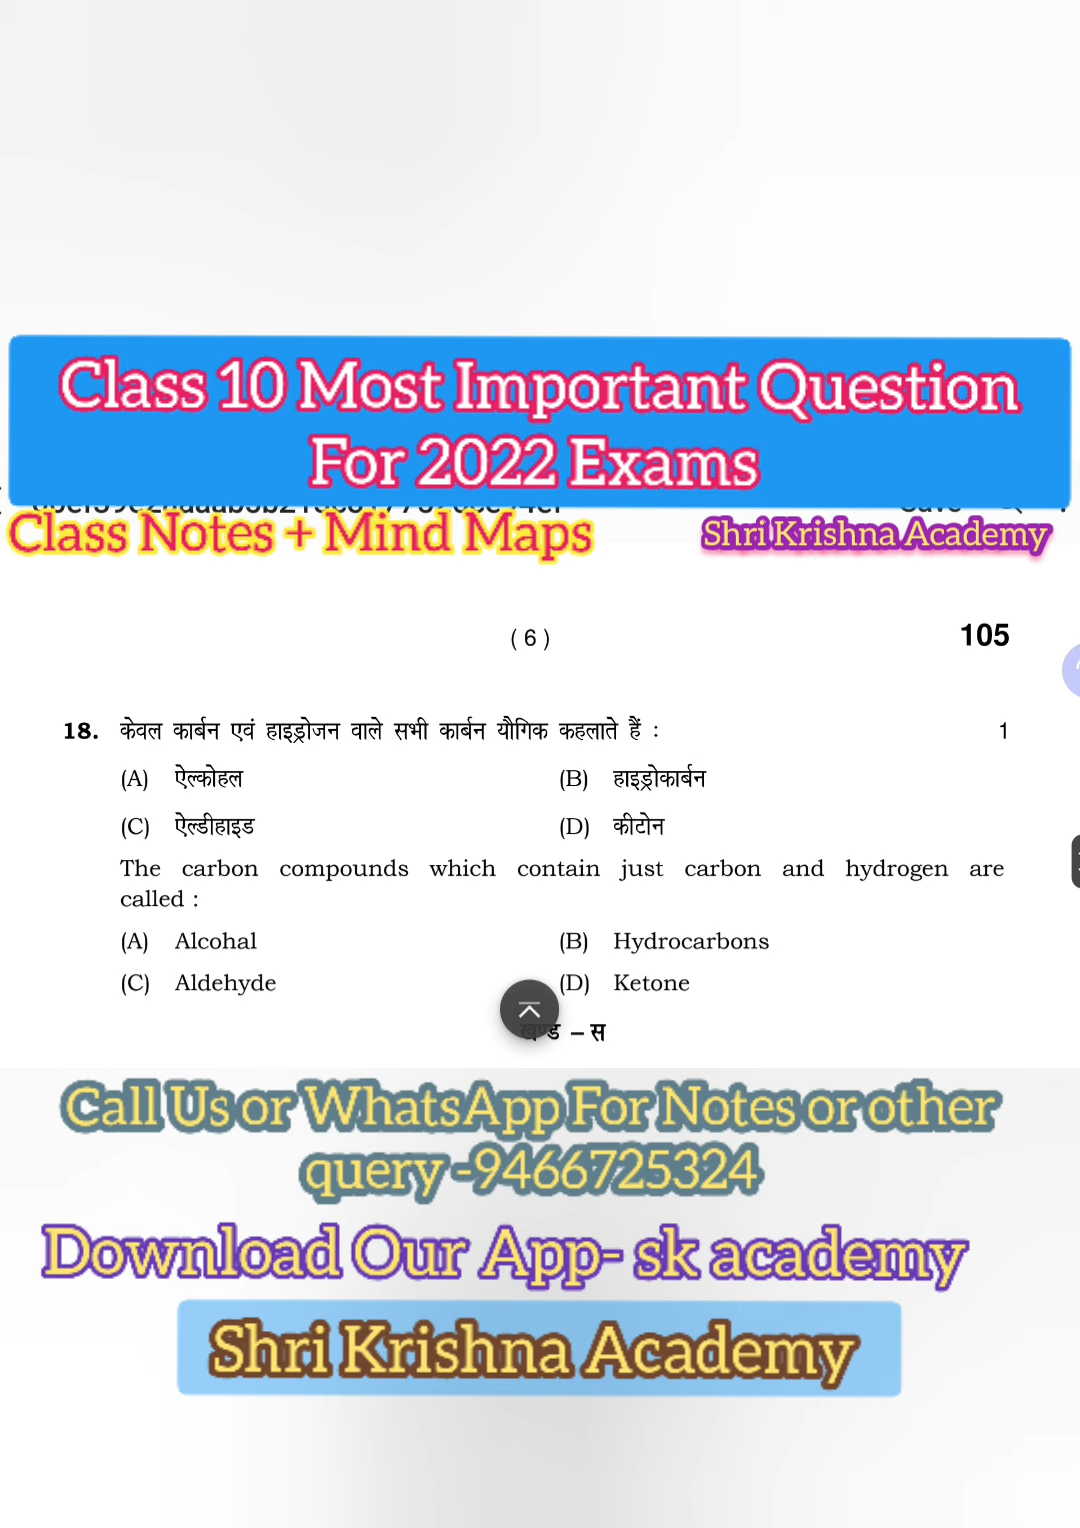 Class 10 Most Important Question
For 2022 Exams
Class Notes + Mind Maps
Shri Krishna Academy
( 6 )
105
18. केवल कार्बन एवं हाइड्रोजन वाले सभी कार्बन यौगिक कहलाते हैं : 1
(A) ऐल्कोहल (B) हाइड्रोकार्बन
(C) ऐल्डीहाइड (D) कीटोन
The carbon compounds which contain just carbon and hydrogen are
called :
(A) Alcohal (B) Hydrocarbons
(C) Aldehyde (D) Ketone
खण्ड – स
Call Us or WhatsApp For Notes or other
query -9466725324
Download Our App- sk academy
Shri Krishna Academy